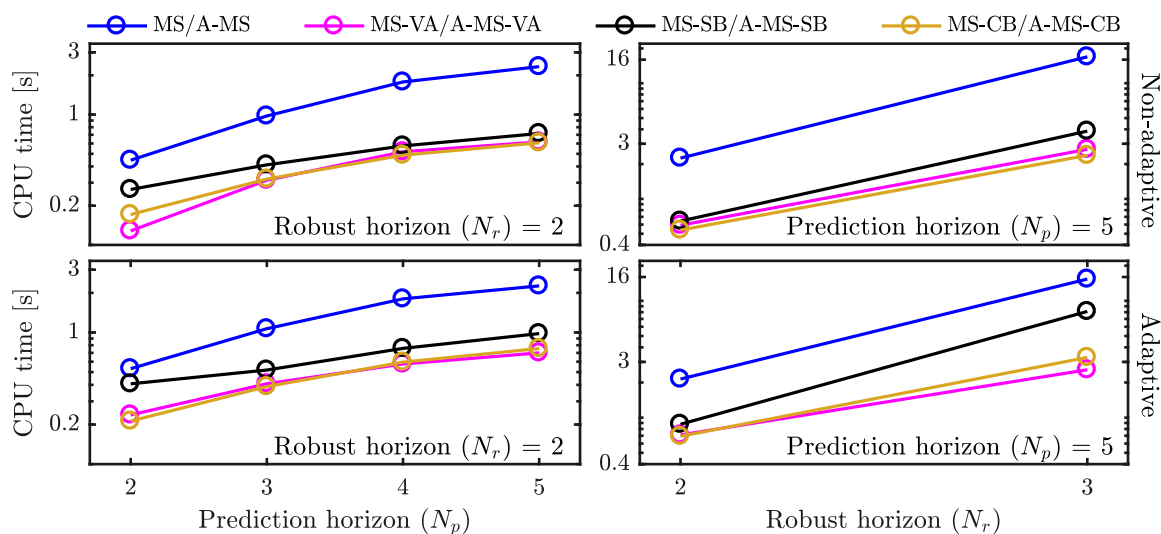 MS/A-MS MS-VA/A-MS-VA MS-SB/A-MS-SB MS-CB/A-MS-CB
CPU time [s]
3
1
0.2
Robust horizon (N_r) = 2
16
3
0.4
Prediction horizon (N_p) = 5
Non-adaptive
CPU time [s]
3
1
0.2
Robust horizon (N_r) = 2
2 3 4 5
Prediction horizon (N_p)
16
3
0.4
Prediction horizon (N_p) = 5
Adaptive
2 3
Robust horizon (N_r)